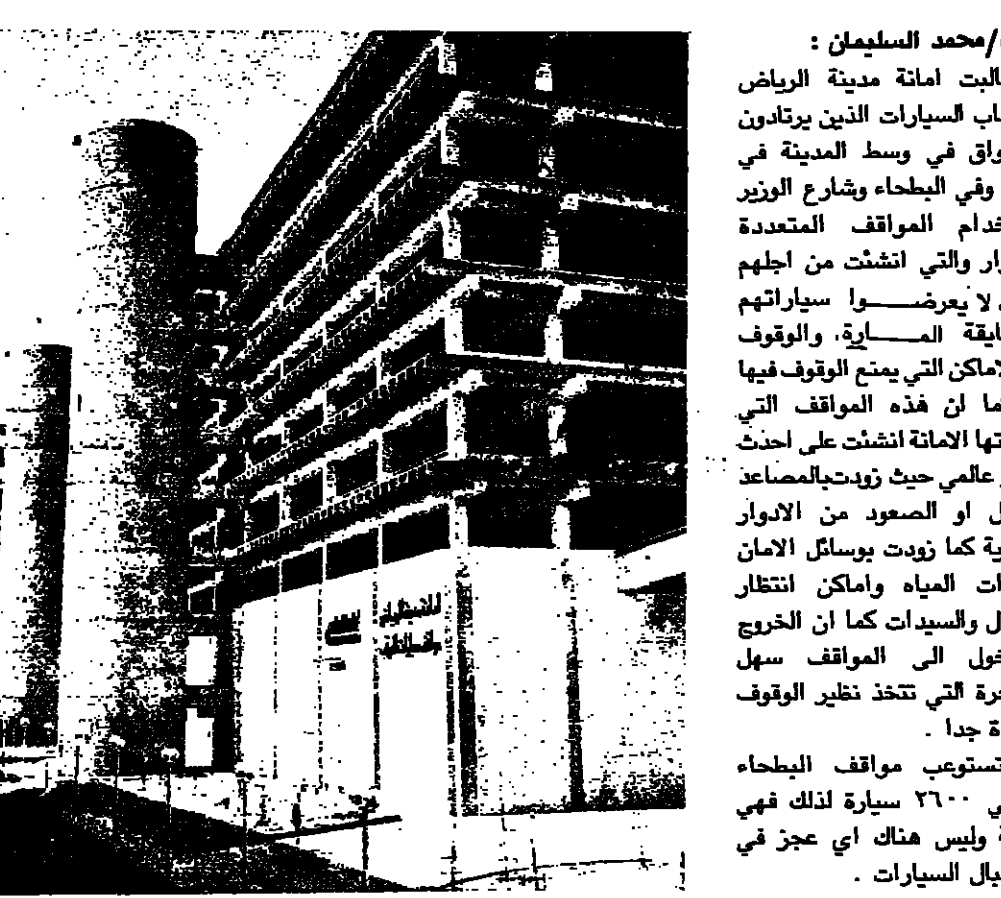 /محمد السليمان :
البت امانة مدينة الرياض
اب السيارات الذين يرتادون
واق في وسط المدينة في
وفي البطحاء وشارع الوزير
خدام المواقف المتعددة
وار والتي انشئت من اجلهم
لا يعرضـــــوا سياراتهم
ايقة المـــــارة، والوقوف
لاماكن التي يمنع الوقوف فيها
ما ان هذه المواقف التي
تها الامانة انشئت على احدث
عالمي حيث زودت بالمصاعد
ل او الصعود من الادوار
ية كما زودت بوسائل الامان
ات المياه واماكن انتظار
ل والسيدات كما ان الخروج
خول الى المواقف سهل
جرة التي تتخذ نظير الوقوف
ة جدا .
تستوعب مواقف البطحاء
ي ٢٦٠٠ سيارة لذلك فهي
ة وليس هناك اي عجز في
بال السيارات .